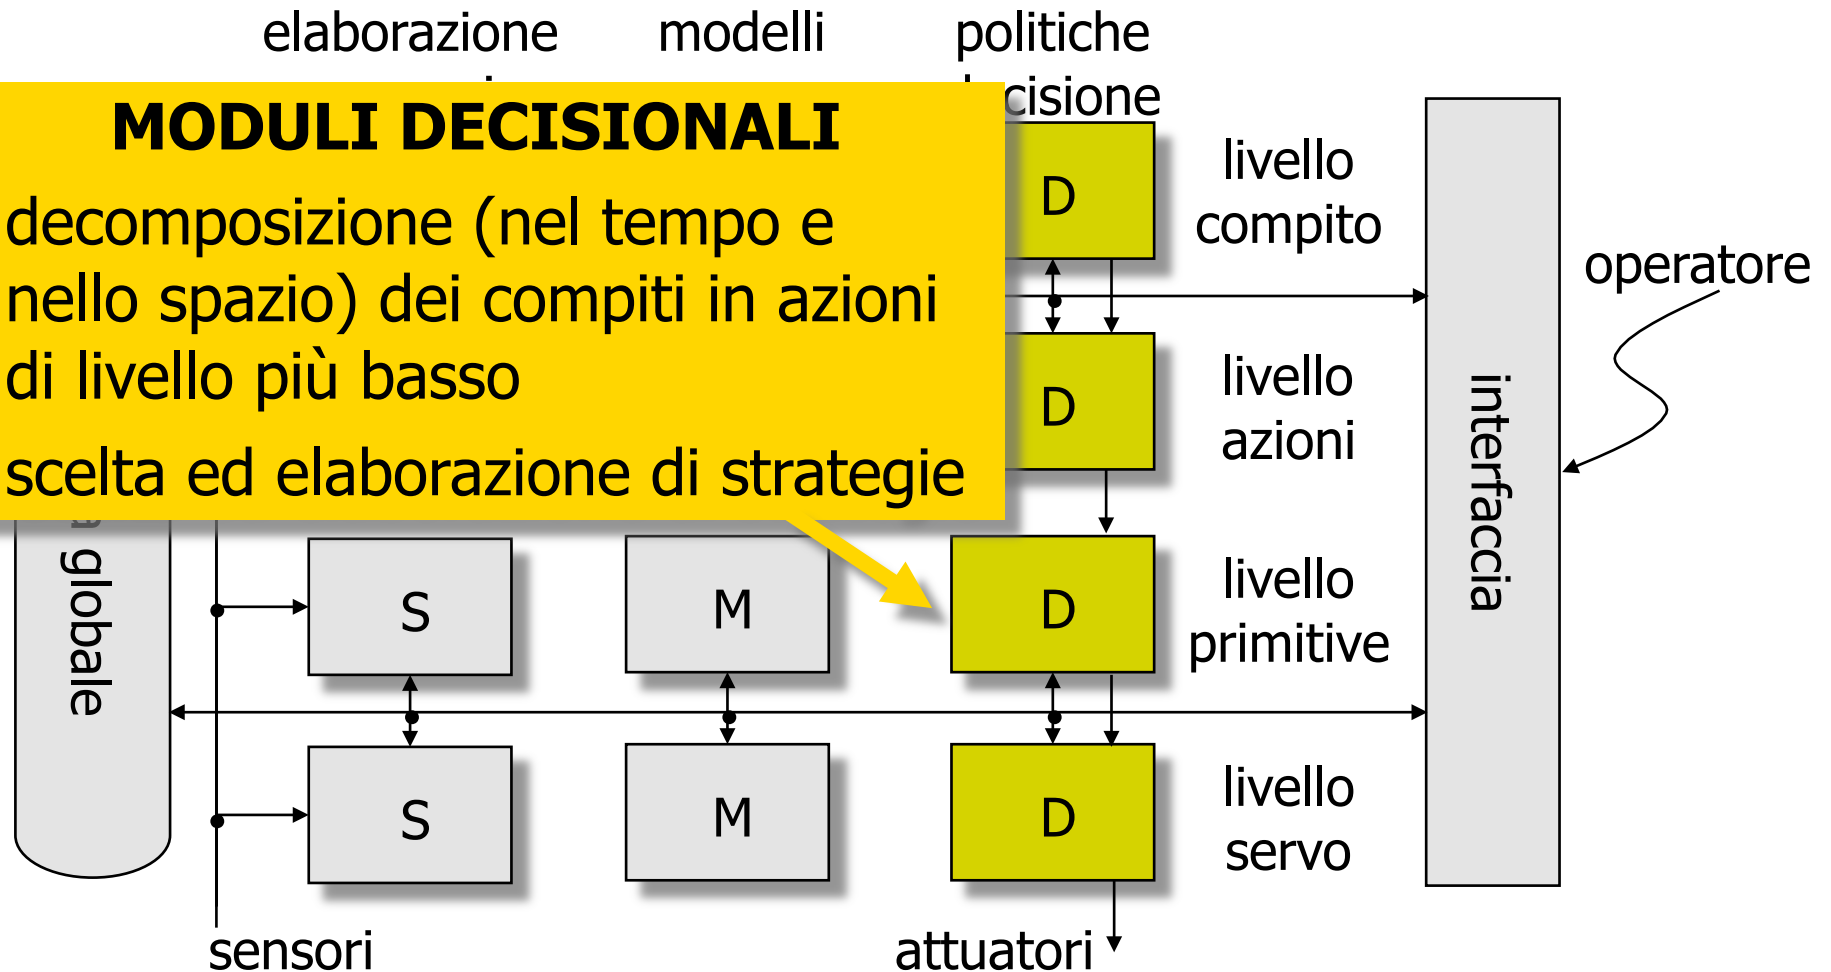 elaborazione
modelli
politiche
MODULI DECISIONALI
decomposizione (nel tempo e
nello spazio) dei compiti in azioni
di livello più basso
scelta ed elaborazione di strategie
D
livello
compito
D
livello
azioni
globale
S
M
D
livello
primitive
S
M
D
livello
servo
interfaccia
operatore
sensori
attuatori